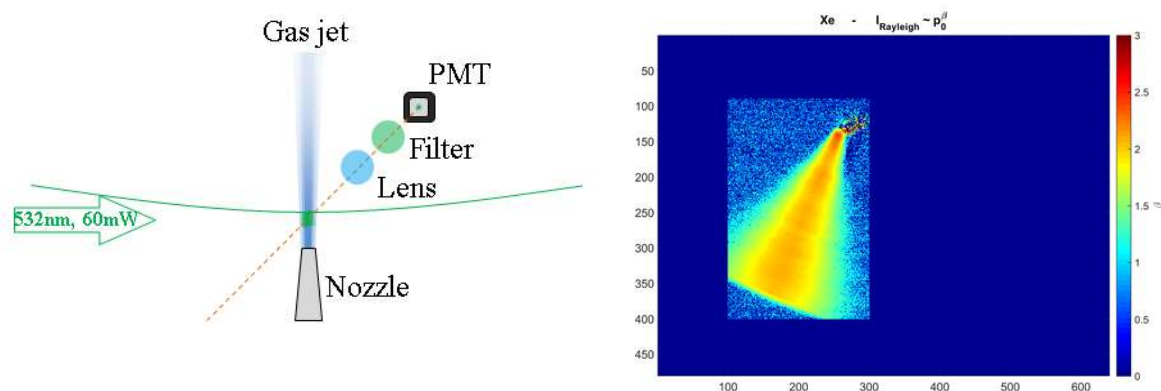 Gas jet
PMT
Filter
Lens
532nm, 60mW
Nozzle
Xe - I_Rayleigh ~ p_0^β
50
100
150
200
250
300
350
400
450
100 200 300 400 500 600
3
2.5
2
1.5
1
0.5
0
β